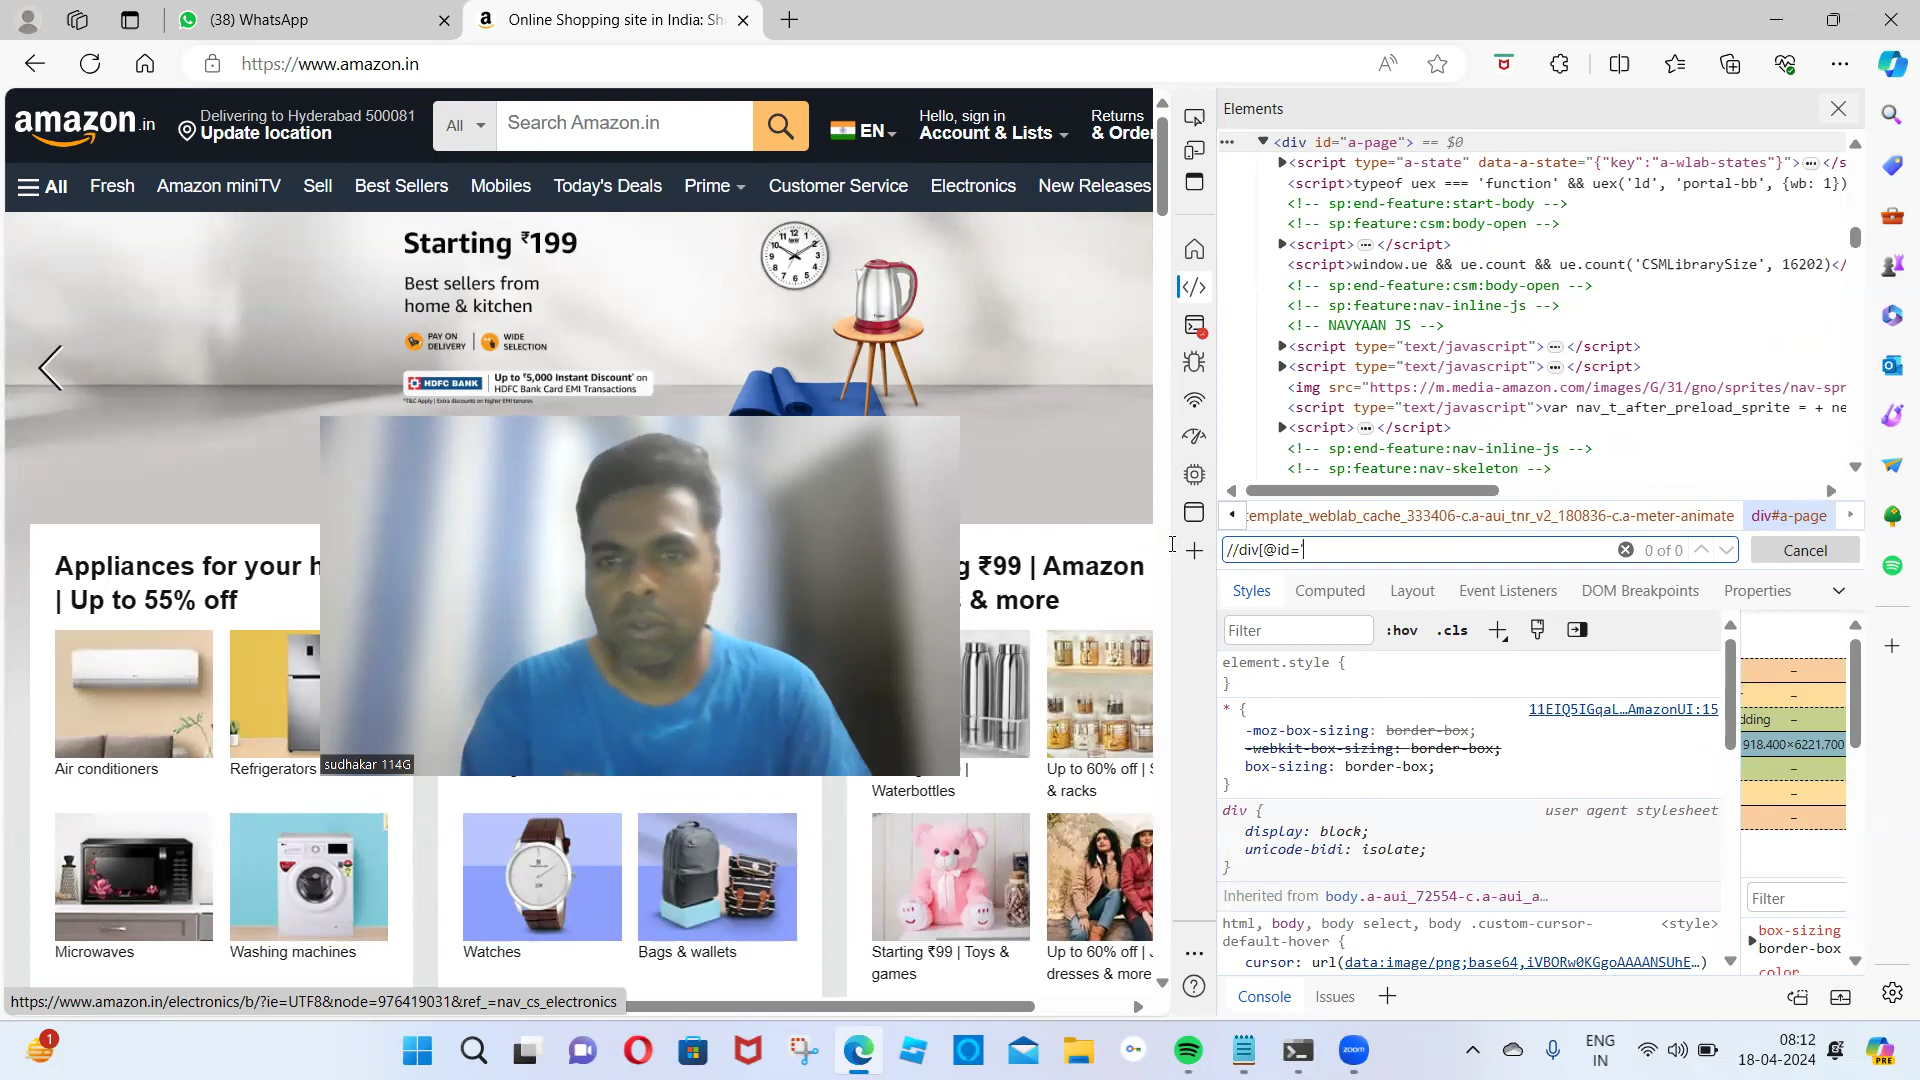 (38) WhatsApp
Online Shopping site in India: Sh
https://www.amazon.in
amazon.in
Delivering to Hyderabad 500081
Update location
All
Search Amazon.in
EN
Hello, sign in
Account & Lists
Returns
& Order
All
Fresh
Amazon miniTV
Sell
Best Sellers
Mobiles
Today's Deals
Prime
Customer Service
Electronics
New Releases
Starting ₹199
Best sellers from
home & kitchen
PAY ON
DELIVERY
WIDE
SELECTION
HDFC BANK
Up to ₹5,000 Instant Discount* on
HDFC Bank Card EMI Transactions
Appliances for your h
| Up to 55% off
Air conditioners
Refrigerators
Microwaves
Washing machines
Watches
Bags & wallets
g ₹99 | Amazon
& more
Waterbottles
Up to 60% off | S
& racks
Starting ₹99 | Toys &
games
Up to 60% off | J
dresses & more
sudhakar 114G
https://www.amazon.in/electronics/b/?ie=UTF8&node=976419031&ref_=nav_cs_electronics
Elements
<div id="a-page"> == $0
<script type="a-state" data-a-state="{"key":"a-wlab-states"}"> </s
<script>typeof uex === 'function' && uex('ld', 'portal-bb', {wb: 1})
<!-- sp:end-feature:start-body -->
<!-- sp:feature:csm:body-open -->
<script> </script>
<script>window.ue && ue.count && ue.count('CSMLibrarySize', 16202)</
<!-- sp:end-feature:csm:body-open -->
<!-- sp:feature:nav-inline-js -->
<!-- NAVYAAN JS -->
<script type="text/javascript"> </script>
<script type="text/javascript"> </script>
<img src="https://m.media-amazon.com/images/G/31/gno/sprites/nav-spr
<script type="text/javascript">var nav_t_after_preload_sprite = + ne
<script> </script>
<!-- sp:end-feature:nav-inline-js -->
<!-- sp:feature:nav-skeleton -->
template_weblab_cache_333406-c.a-aui_tnr_v2_180836-c.a-meter-animate
div#a-page
//div[@id='
0 of 0
Cancel
Styles
Computed
Layout
Event Listeners
DOM Breakpoints
Properties
Filter
:hov
.cls
element.style {
}
* {
11EIQ5IGqaL…AmazonUI:15
-moz-box-sizing: border-box;
-webkit-box-sizing: border-box;
box-sizing: border-box;
}
div {
user agent stylesheet
display: block;
unicode-bidi: isolate;
}
Inherited from body.a-aui_72554-c.a-aui_a…
html, body, body select, body .custom-cursor-
default-hover {
<style>
cursor: url(data:image/png;base64,iVBORw0KGgoAAAANSUhE…)
dding
918.400×6221.700
Filter
box-sizing
border-box
color
Console
Issues
1
zoom
ENG
IN
08:12
18-04-2024
PRE